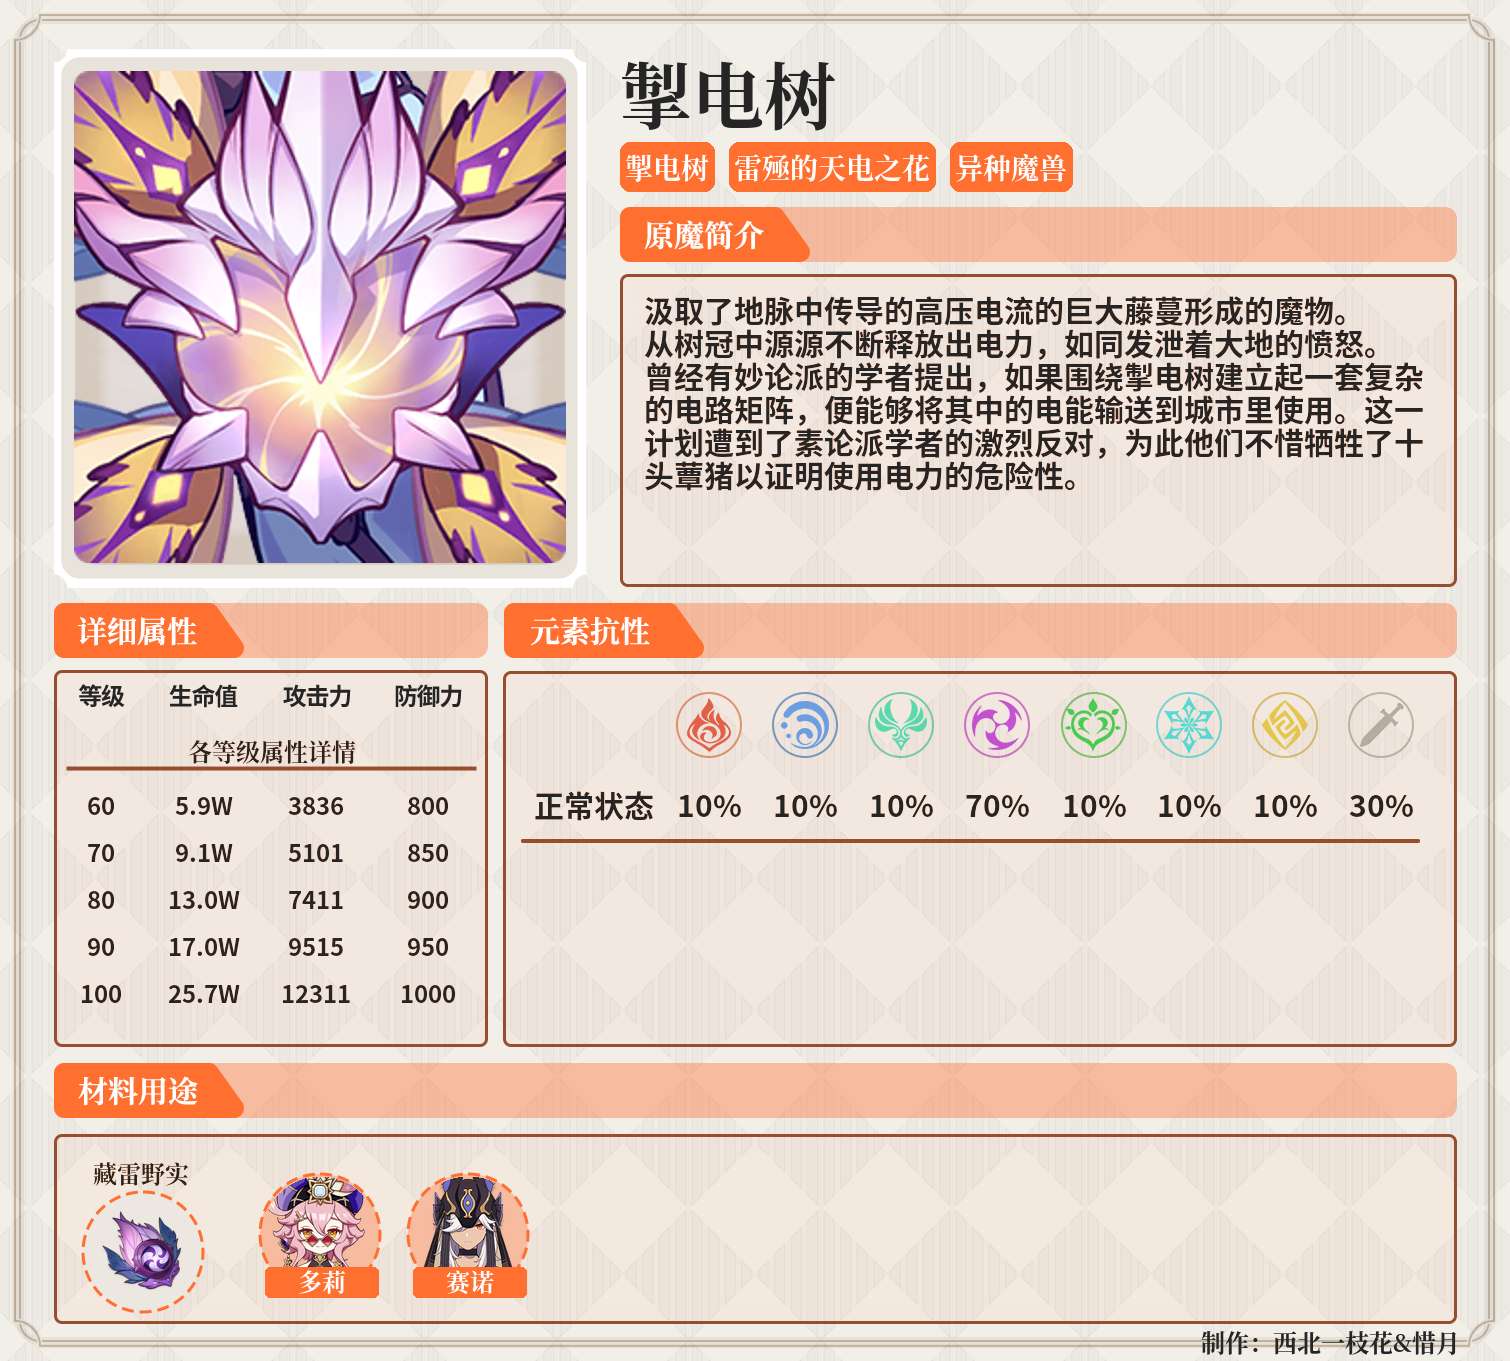 掣电树
掣电树 雷殛的天电之花 异种魔兽
原魔简介
汲取了地脉中传导的高压电流的巨大藤蔓形成的魔物。
从树冠中源源不断释放出电力，如同发泄着大地的愤怒。
曾经有妙论派的学者提出，如果围绕掣电树建立起一套复杂
的电路矩阵，便能够将其中的电能输送到城市里使用。这一
计划遭到了素论派学者的激烈反对，为此他们不惜牺牲了十
头蕈猪以证明使用电力的危险性。
详细属性
等级 生命值 攻击力 防御力
各等级属性详情
60 5.9W 3836 800
70 9.1W 5101 850
80 13.0W 7411 900
90 17.0W 9515 950
100 25.7W 12311 1000
元素抗性
正常状态 10% 10% 10% 70% 10% 10% 10% 30%
材料用途
藏雷野实
多莉 赛诺
制作：西北一枝花&惜月